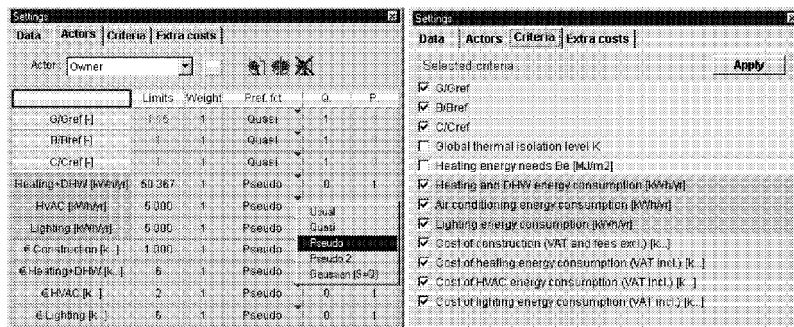 Settings
Data Actors Criteria Extra costs
Actor: Owner
Limits Weight Pref. fct Q. P.
G/Gref [-] 1.15 1 Quasi 1
B/Bref [-] 1 1 Quasi 1
C/Cref [-] 1 1 Quasi 1
Heating+DHW [kWh/yr] 50.367 1 Pseudo 0 1
HVAC [kWh/yr] 5.000 1 Pseudo
Lighting [kWh/yr] 5.000 1 Pseudo
€ Construction [k...] 1.000 1 Pseudo
€ Heating+DHW [k...] 6 1 Pseudo
€ HVAC [k...] 2 1 Pseudo 0 1
€ Lighting [k...] 6 1 Pseudo 0 1
Usual
Quasi
Pseudo
Pseudo 2
Gaussian [S=Q]
Settings
Data Actors Criteria Extra costs
Selected criteria Apply
G/Gref
B/Bref
C/Cref
Global thermal isolation level K
Heating energy needs Be [MJ/m2]
Heating and DHW energy consumption [kWh/yr]
Air conditioning energy consumption [kWh/yr]
Lighting energy consumption [kWh/yr]
Cost of construction (VAT and fees excl.) [k...]
Cost of heating energy consumption (VAT incl.) [k...]
Cost of HVAC energy consumption (VAT incl.) [k...]
Cost of lighting energy consumption (VAT incl.) [k...]